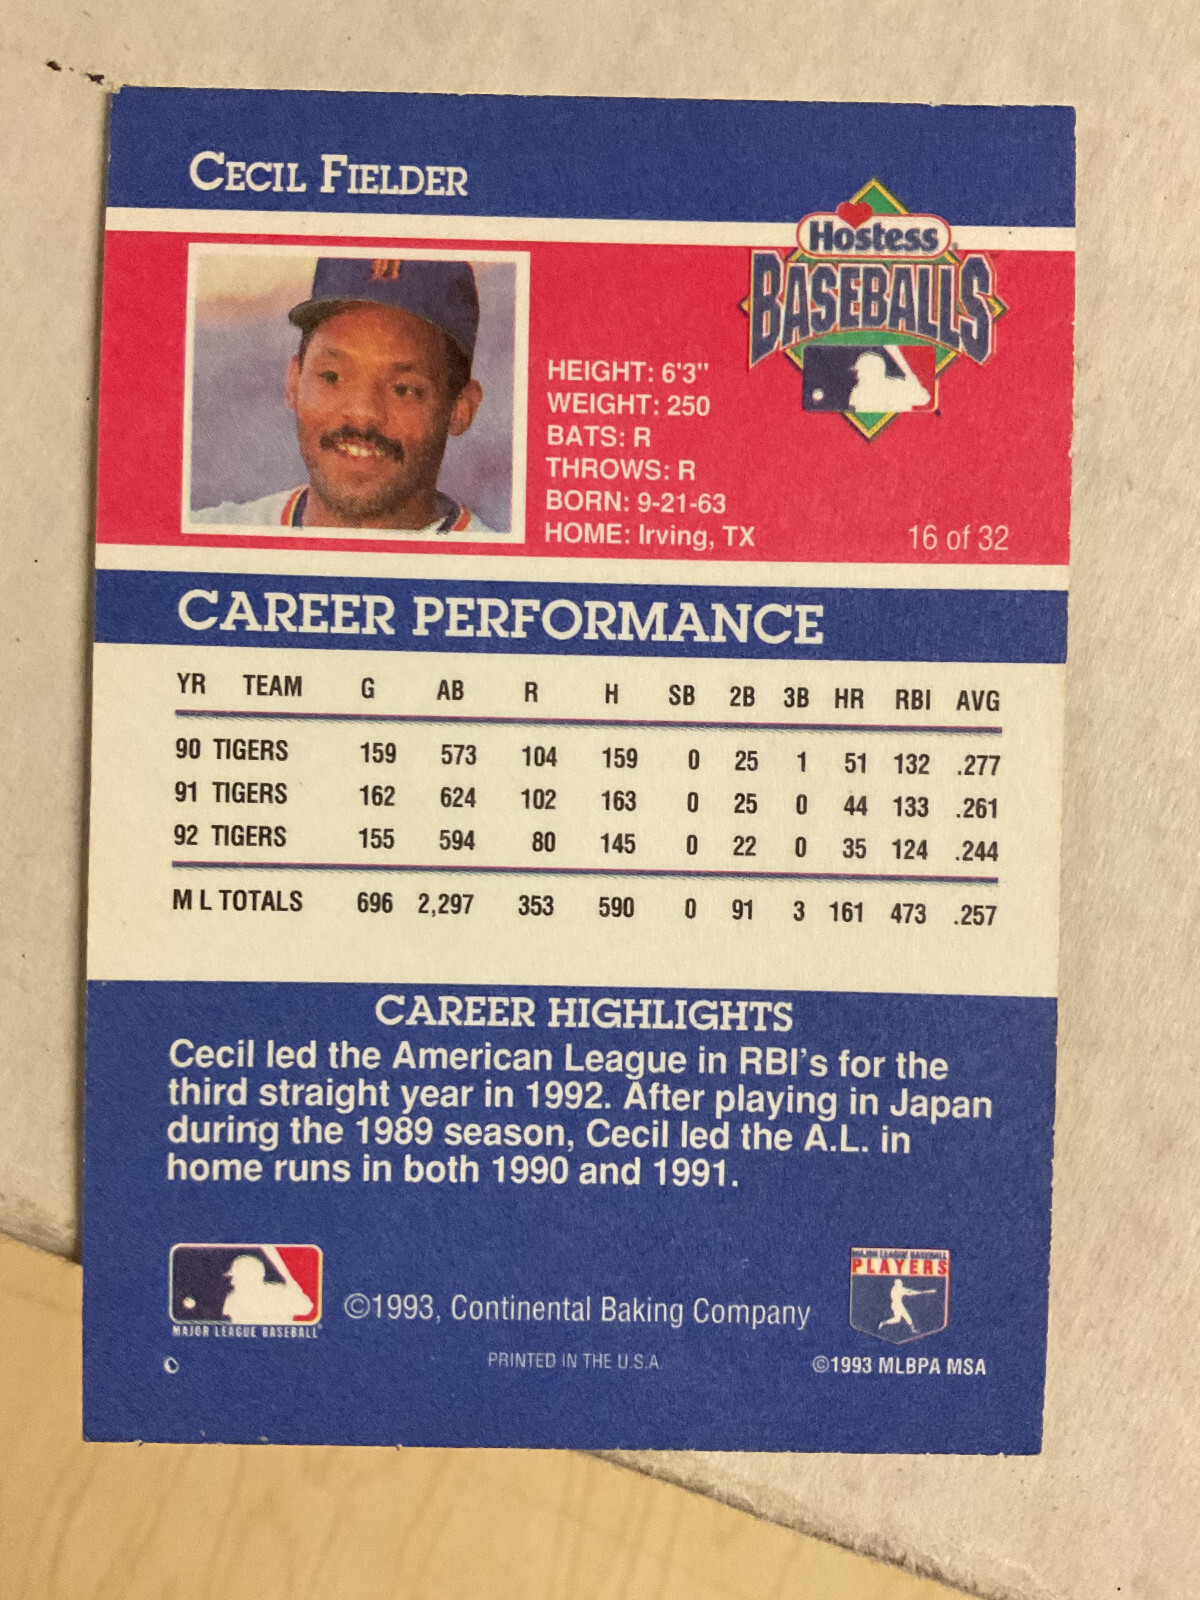 CECIL FIELDER
Hostess
BASEBALLS
HEIGHT: 6'3"
WEIGHT: 250
BATS: R
THROWS: R
BORN: 9-21-63
HOME: Irving, TX
16 of 32
CAREER PERFORMANCE
YR TEAM G AB R H SB 2B 3B HR RBI AVG
90 TIGERS 159 573 104 159 0 25 1 51 132 .277
91 TIGERS 162 624 102 163 0 25 0 44 133 .261
92 TIGERS 155 594 80 145 0 22 0 35 124 .244
M L TOTALS 696 2,297 353 590 0 91 3 161 473 .257
CAREER HIGHLIGHTS
Cecil led the American League in RBI's for the
third straight year in 1992. After playing in Japan
during the 1989 season, Cecil led the A.L. in
home runs in both 1990 and 1991.
MAJOR LEAGUE BASEBALL
PLAYERS
©1993, Continental Baking Company
MAJOR LEAGUE BASEBALL
PRINTED IN THE U.S.A.
©1993 MLBPA MSA